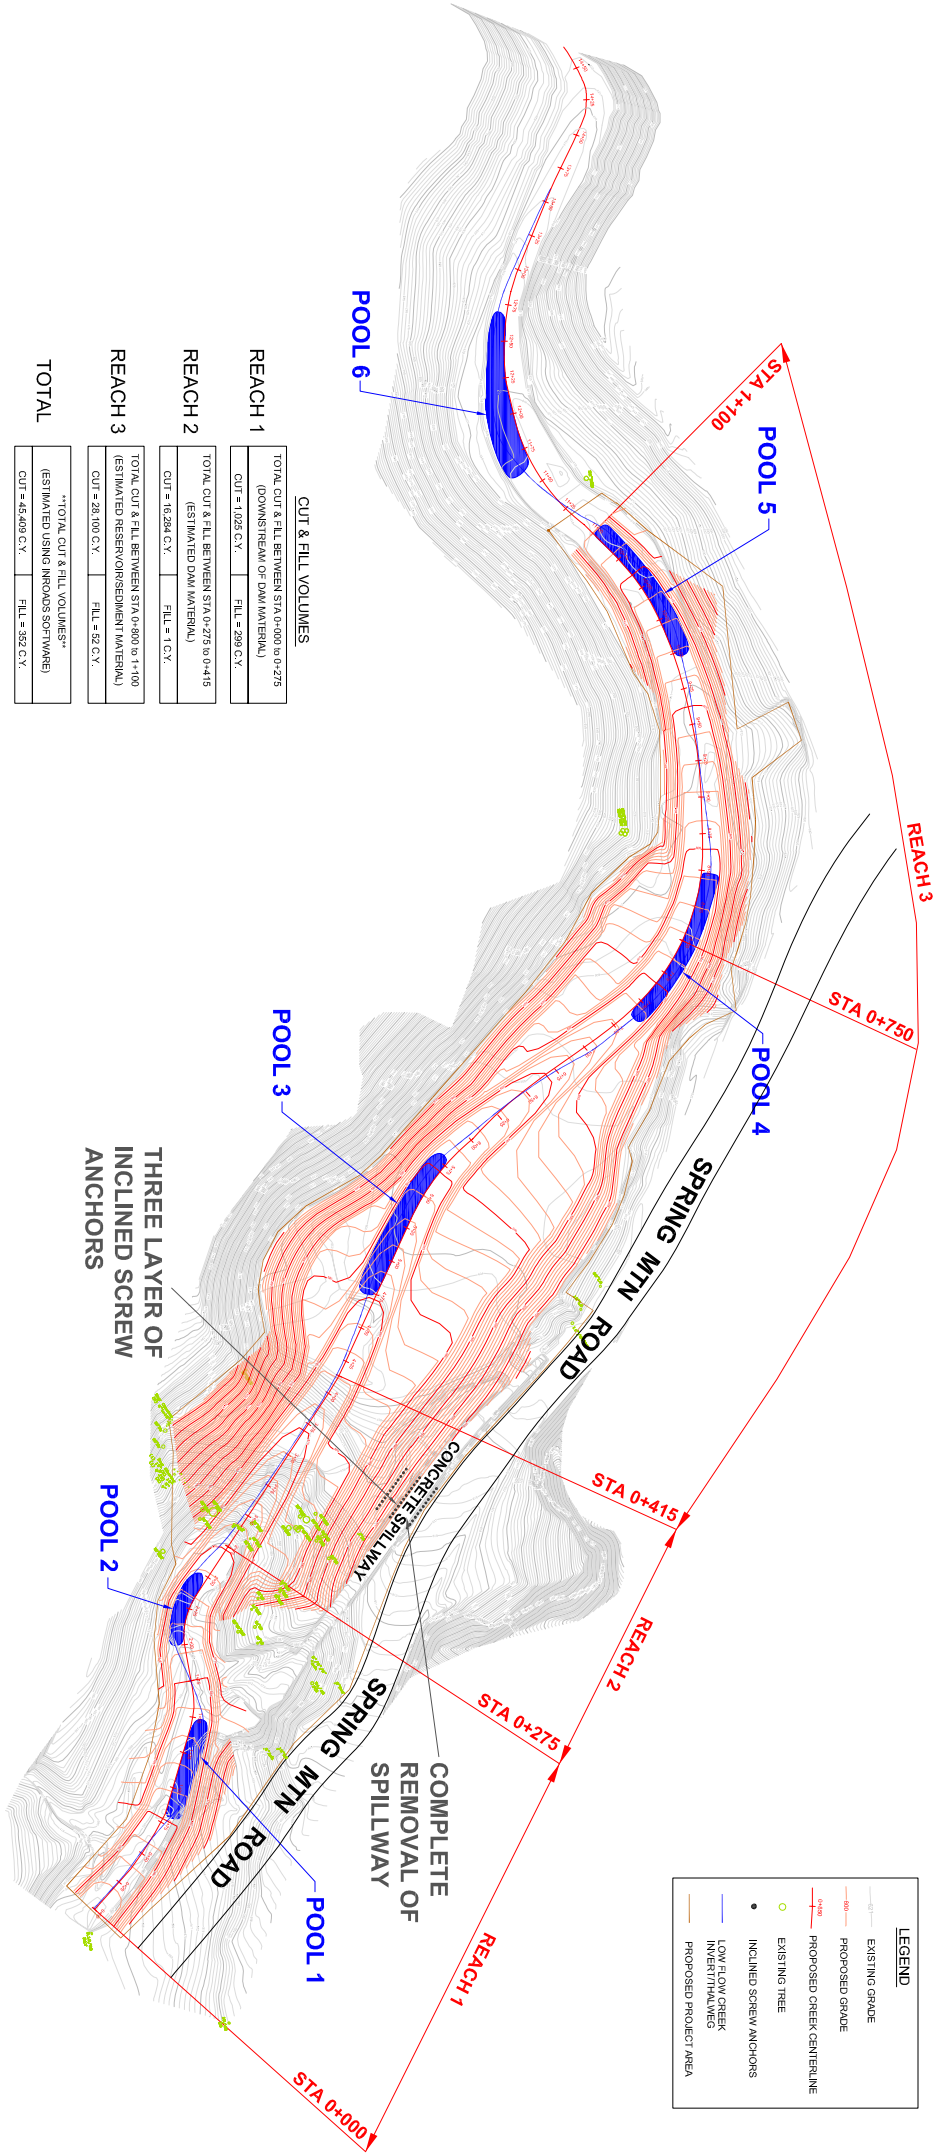 LEGEND
EXISTING GRADE
PROPOSED GRADE
PROPOSED CREEK CENTERLINE
EXISTING TREE
INCLINED SCREW ANCHORS
LOW FLOW CREEK
INVERT/THALWEG
PROPOSED PROJECT AREA
STA 1+100
POOL 5
REACH 3
STA 0+750
POOL 4
SPRING MTN ROAD
POOL 6
POOL 3
THREE LAYER OF
INCLINED SCREW
ANCHORS
CONCRETE SPILLWAY
STA 0+415
REACH 2
STA 0+275
COMPLETE
REMOVAL OF
SPILLWAY
SPRING MTN ROAD
POOL 2
POOL 1
REACH 1
STA 0+000
CUT & FILL VOLUMES
REACH 1
TOTAL CUT & FILL BETWEEN STA 0+000 to 0+275
(DOWNSTREAM OF DAM MATERIAL)
CUT = 1,025 C.Y. FILL = 299 C.Y.
REACH 2
TOTAL CUT & FILL BETWEEN STA 0+275 to 0+415
(ESTIMATED DAM MATERIAL)
CUT = 16,284 C.Y. FILL = 1 C.Y.
REACH 3
TOTAL CUT & FILL BETWEEN STA 0+800 to 1+100
(ESTIMATED RESERVOIR/SEDIMENT MATERIAL)
CUT = 28,100 C.Y. FILL = 52 C.Y.
TOTAL
**TOTAL CUT & FILL VOLUMES**
(ESTIMATED USING INROADS SOFTWARE)
CUT = 45,409 C.Y. FILL = 352 C.Y.